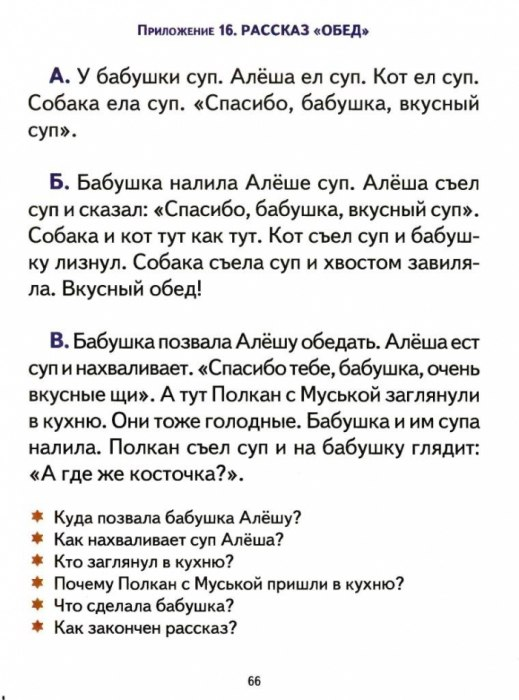 Приложение 16. РАССКАЗ «ОБЕД»
А. У бабушки суп. Алёша ел суп. Кот ел суп.
Собака ела суп. «Спасибо, бабушка, вкусный
суп».
Б. Бабушка налила Алёше суп. Алёша съел
суп и сказал: «Спасибо, бабушка, вкусный суп».
Собака и кот тут как тут. Кот съел суп и бабуш-
ку лизнул. Собака съела суп и хвостом завиля-
ла. Вкусный обед!
В. Бабушка позвала Алёшу обедать. Алёша ест
суп и нахваливает. «Спасибо тебе, бабушка, очень
вкусные щи». А тут Полкан с Муськой заглянули
в кухню. Они тоже голодные. Бабушка и им супа
налила. Полкан съел суп и на бабушку глядит:
«А где же косточка?».
Куда позвала бабушка Алёшу?
Как нахваливает суп Алёша?
Кто заглянул в кухню?
Почему Полкан с Муськой пришли в кухню?
Что сделала бабушка?
Как закончен рассказ?
66